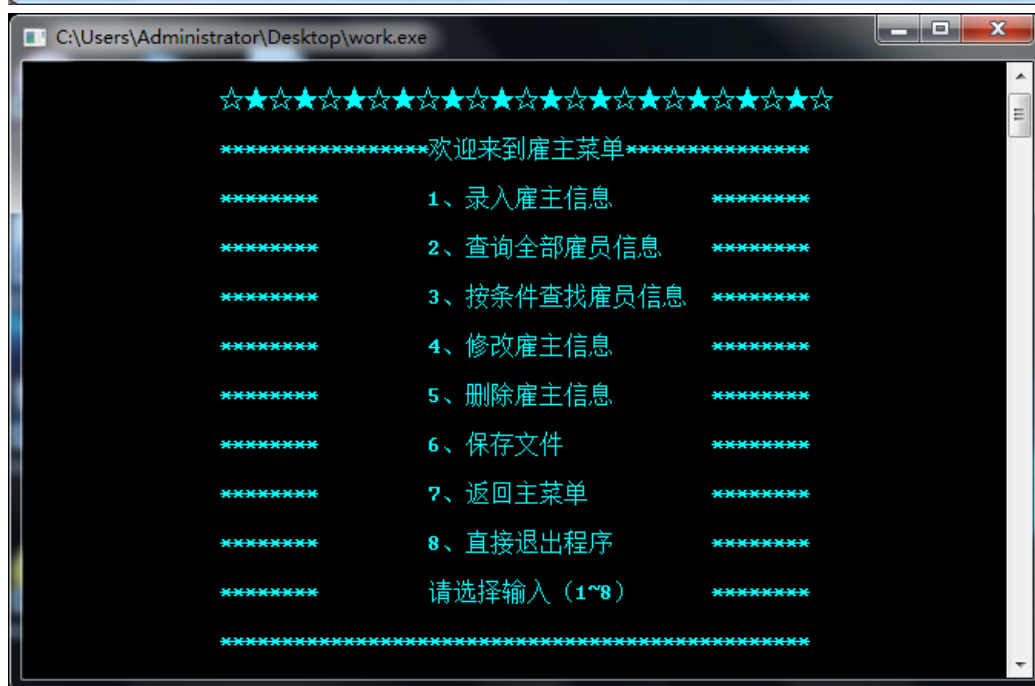 C:\Users\Administrator\Desktop\work.exe
☆★☆★☆★☆★☆★☆★☆★☆★☆★☆★☆★☆★☆
*****************欢迎来到雇主菜单***************
******** 1、录入雇主信息 ********
******** 2、查询全部雇员信息 ********
******** 3、按条件查找雇员信息 ********
******** 4、修改雇主信息 ********
******** 5、删除雇主信息 ********
******** 6、保存文件 ********
******** 7、返回主菜单 ********
******** 8、直接退出程序 ********
******** 请选择输入（1~8） ********
************************************************